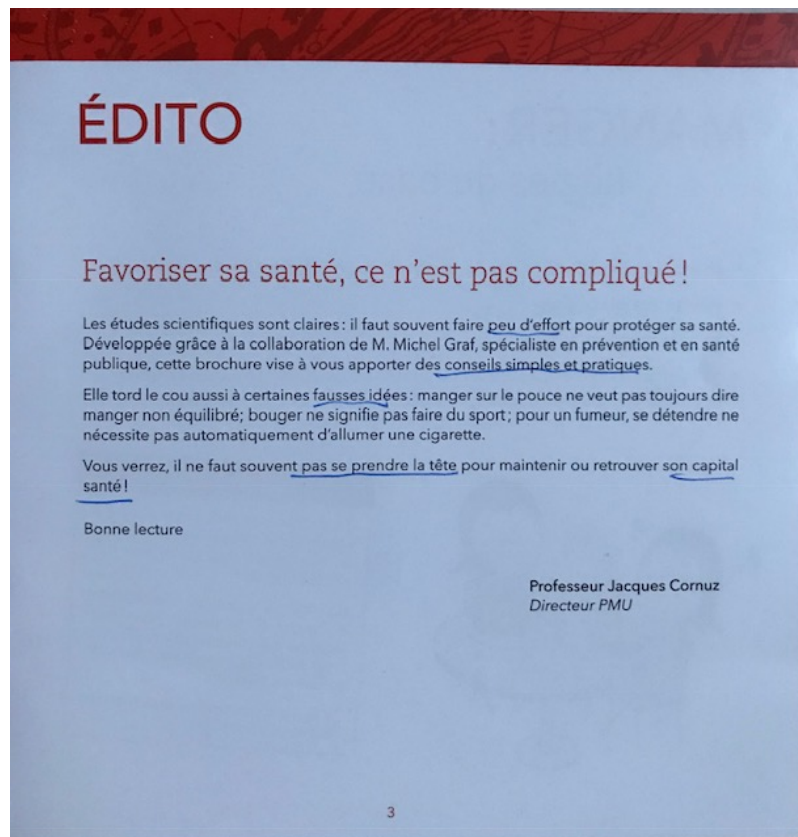 ÉDITO
Favoriser sa santé, ce n'est pas compliqué !
Les études scientifiques sont claires : il faut souvent faire peu d'effort pour protéger sa santé.
Développée grâce à la collaboration de M. Michel Graf, spécialiste en prévention et en santé
publique, cette brochure vise à vous apporter des conseils simples et pratiques.
Elle tord le cou aussi à certaines fausses idées : manger sur le pouce ne veut pas toujours dire
manger non équilibré; bouger ne signifie pas faire du sport ; pour un fumeur, se détendre ne
nécessite pas automatiquement d'allumer une cigarette.
Vous verrez, il ne faut souvent pas se prendre la tête pour maintenir ou retrouver son capital
santé !
Bonne lecture
Professeur Jacques Cornuz
Directeur PMU
3